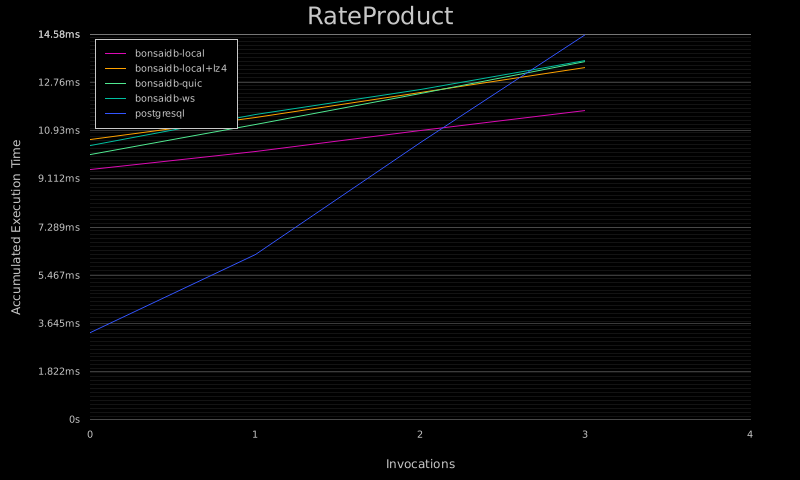 RateProduct
14.58ms
12.76ms
10.93ms
9.112ms
7.289ms
5.467ms
3.645ms
1.822ms
0s
Accumulated Execution Time
bonsaidb-local
bonsaidb-local+lz4
bonsaidb-quic
bonsaidb-ws
postgresql
0 1 2 3 4
Invocations